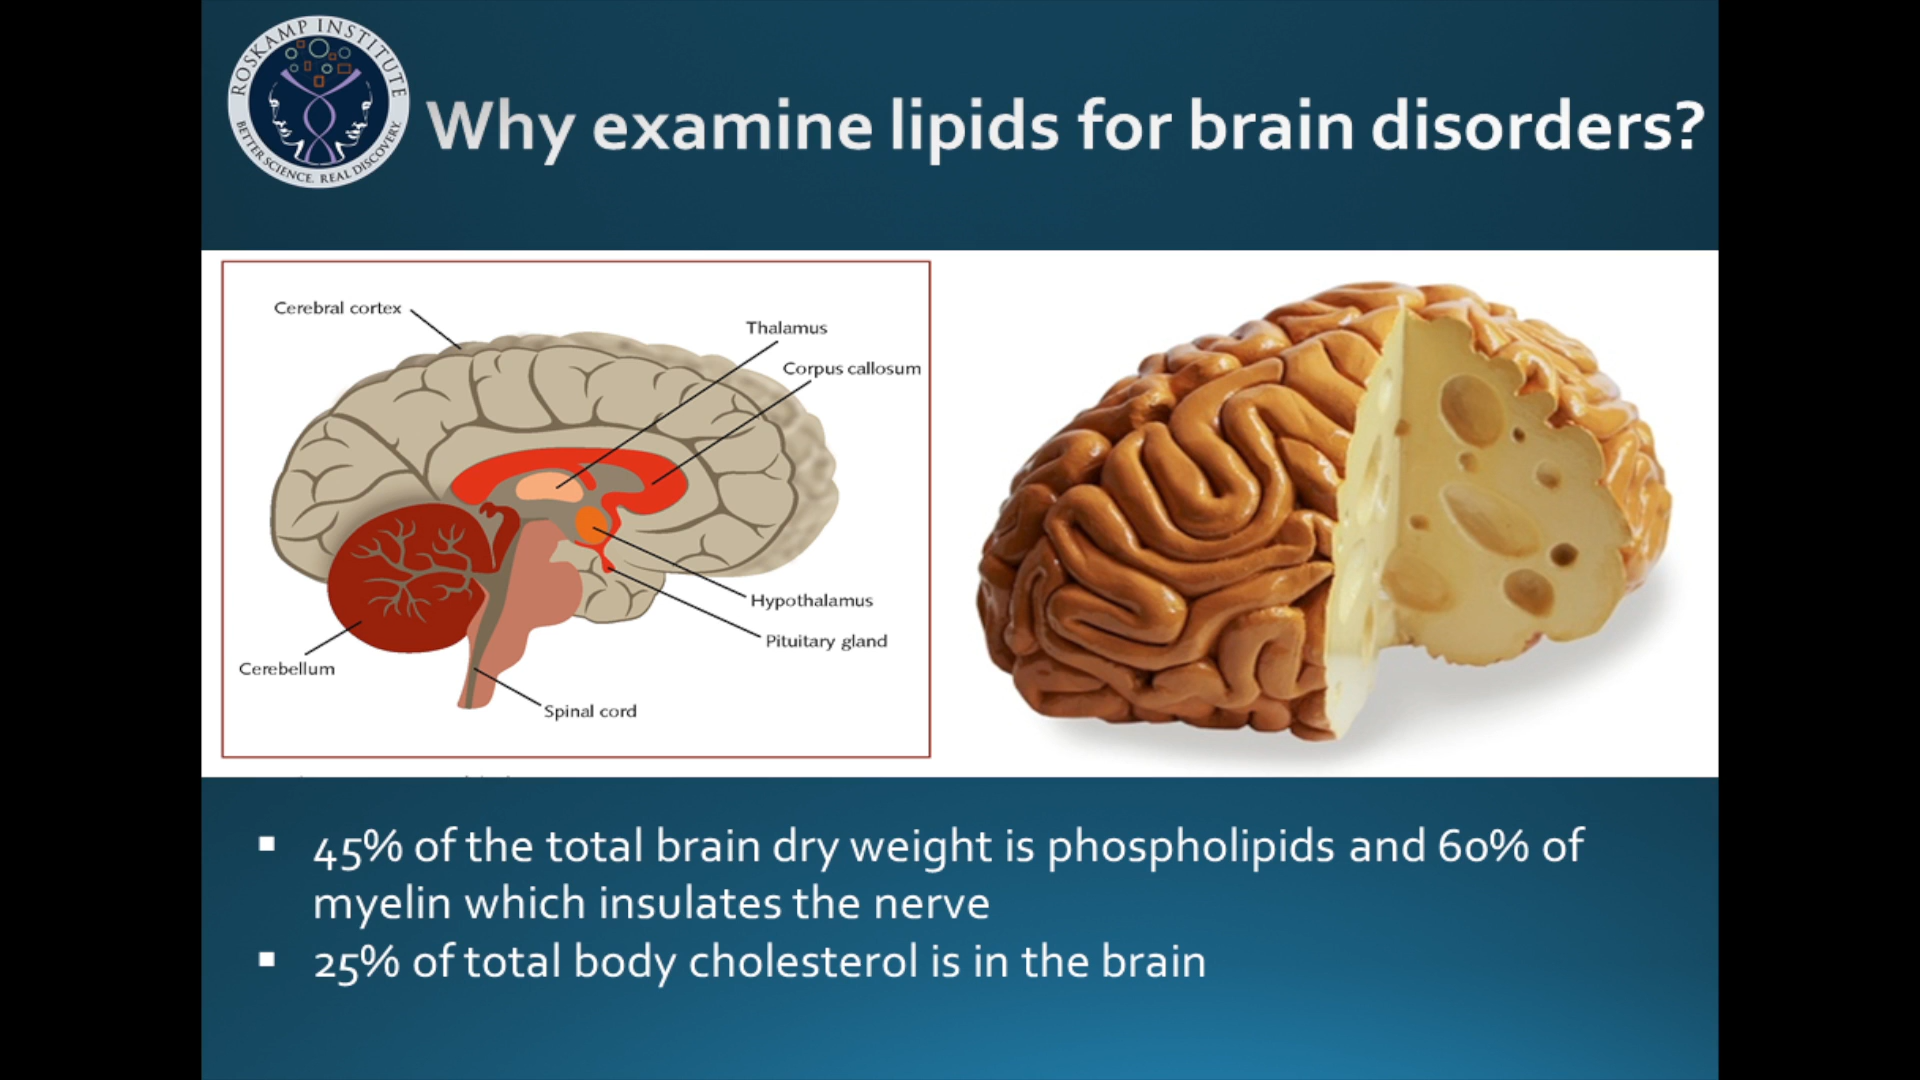 ROSKAMP INSTITUTE
BETTER SCIENCE. REAL DISCOVERY.
Why examine lipids for brain disorders?
Cerebral cortex
Thalamus
Corpus callosum
Hypothalamus
Pituitary gland
Cerebellum
Spinal cord
▪ 45% of the total brain dry weight is phospholipids and 60% of
myelin which insulates the nerve
▪ 25% of total body cholesterol is in the brain